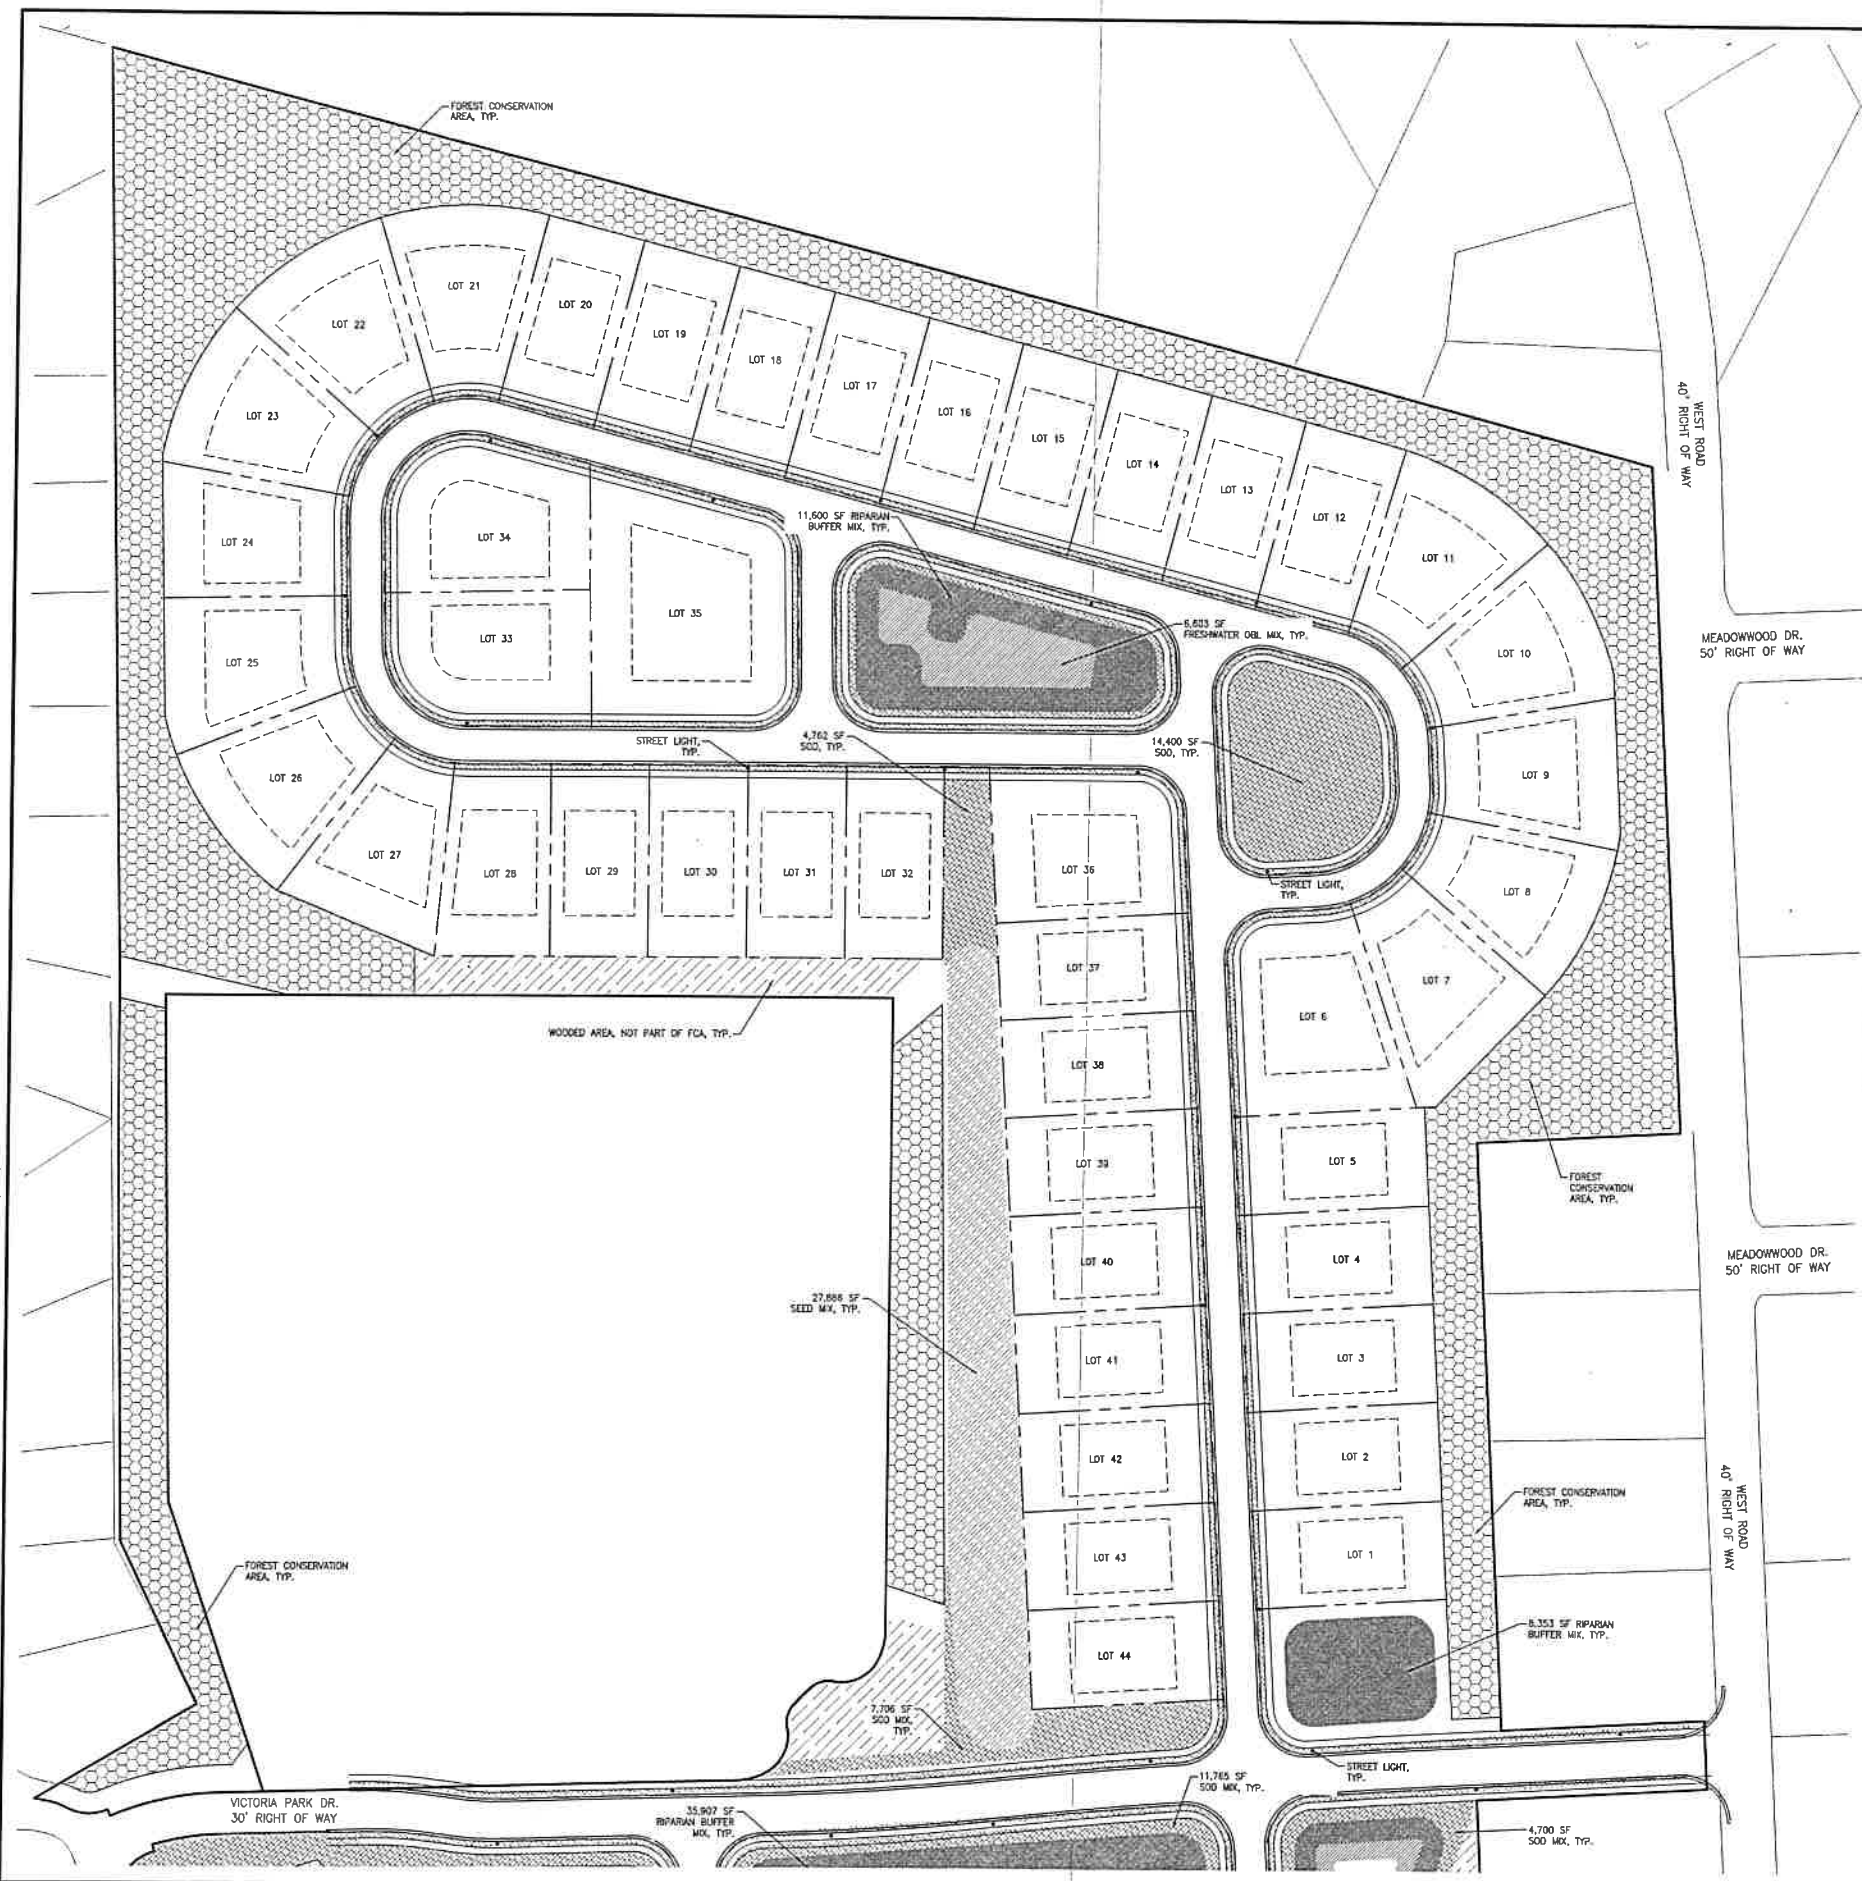 FOREST CONSERVATION
AREA, TYP.
LOT 21
LOT 20
LOT 22
LOT 19
LOT 18
LOT 17
LOT 16
LOT 23
LOT 15
LOT 14
LOT 13
LOT 12
LOT 11
WEST ROAD
40' RIGHT OF WAY
11,600 SF RIPARIAN
BUFFER MIX, TYP.
LOT 24
LOT 34
LOT 35
LOT 33
6,603 SF
FRESHWATER OBL MIX, TYP.
LOT 10
MEADOWWOOD DR.
50' RIGHT OF WAY
LOT 25
STREET LIGHT,
TYP.
4,762 SF
SOD, TYP.
14,400 SF
SOD, TYP.
LOT 26
LOT 9
LOT 27
LOT 28
LOT 29
LOT 30
LOT 31
LOT 32
LOT 36
STREET LIGHT,
TYP.
LOT 8
LOT 37
LOT 7
LOT 6
WOODED AREA, NOT PART OF FCA, TYP.
LOT 38
LOT 39
LOT 5
FOREST
CONSERVATION
AREA, TYP.
LOT 40
LOT 4
MEADOWWOOD DR.
50' RIGHT OF WAY
SF
SEED MIX, TYP.
LOT 41
LOT 3
LOT 42
LOT 2
FOREST CONSERVATION
AREA, TYP.
WEST ROAD
40' RIGHT OF WAY
LOT 43
LOT 1
FOREST CONSERVATION
AREA, TYP.
8,353 SF RIPARIAN
BUFFER MIX, TYP.
LOT 44
7,706 SF
SOD MIX,
TYP.
STREET LIGHT,
TYP.
11,765 SF
SOD MIX, TYP.
VICTORIA PARK DR.
30' RIGHT OF WAY
35,907 SF
RIPARIAN BUFFER
MIX, TYP.
4,700 SF
SOD MIX, TYP.